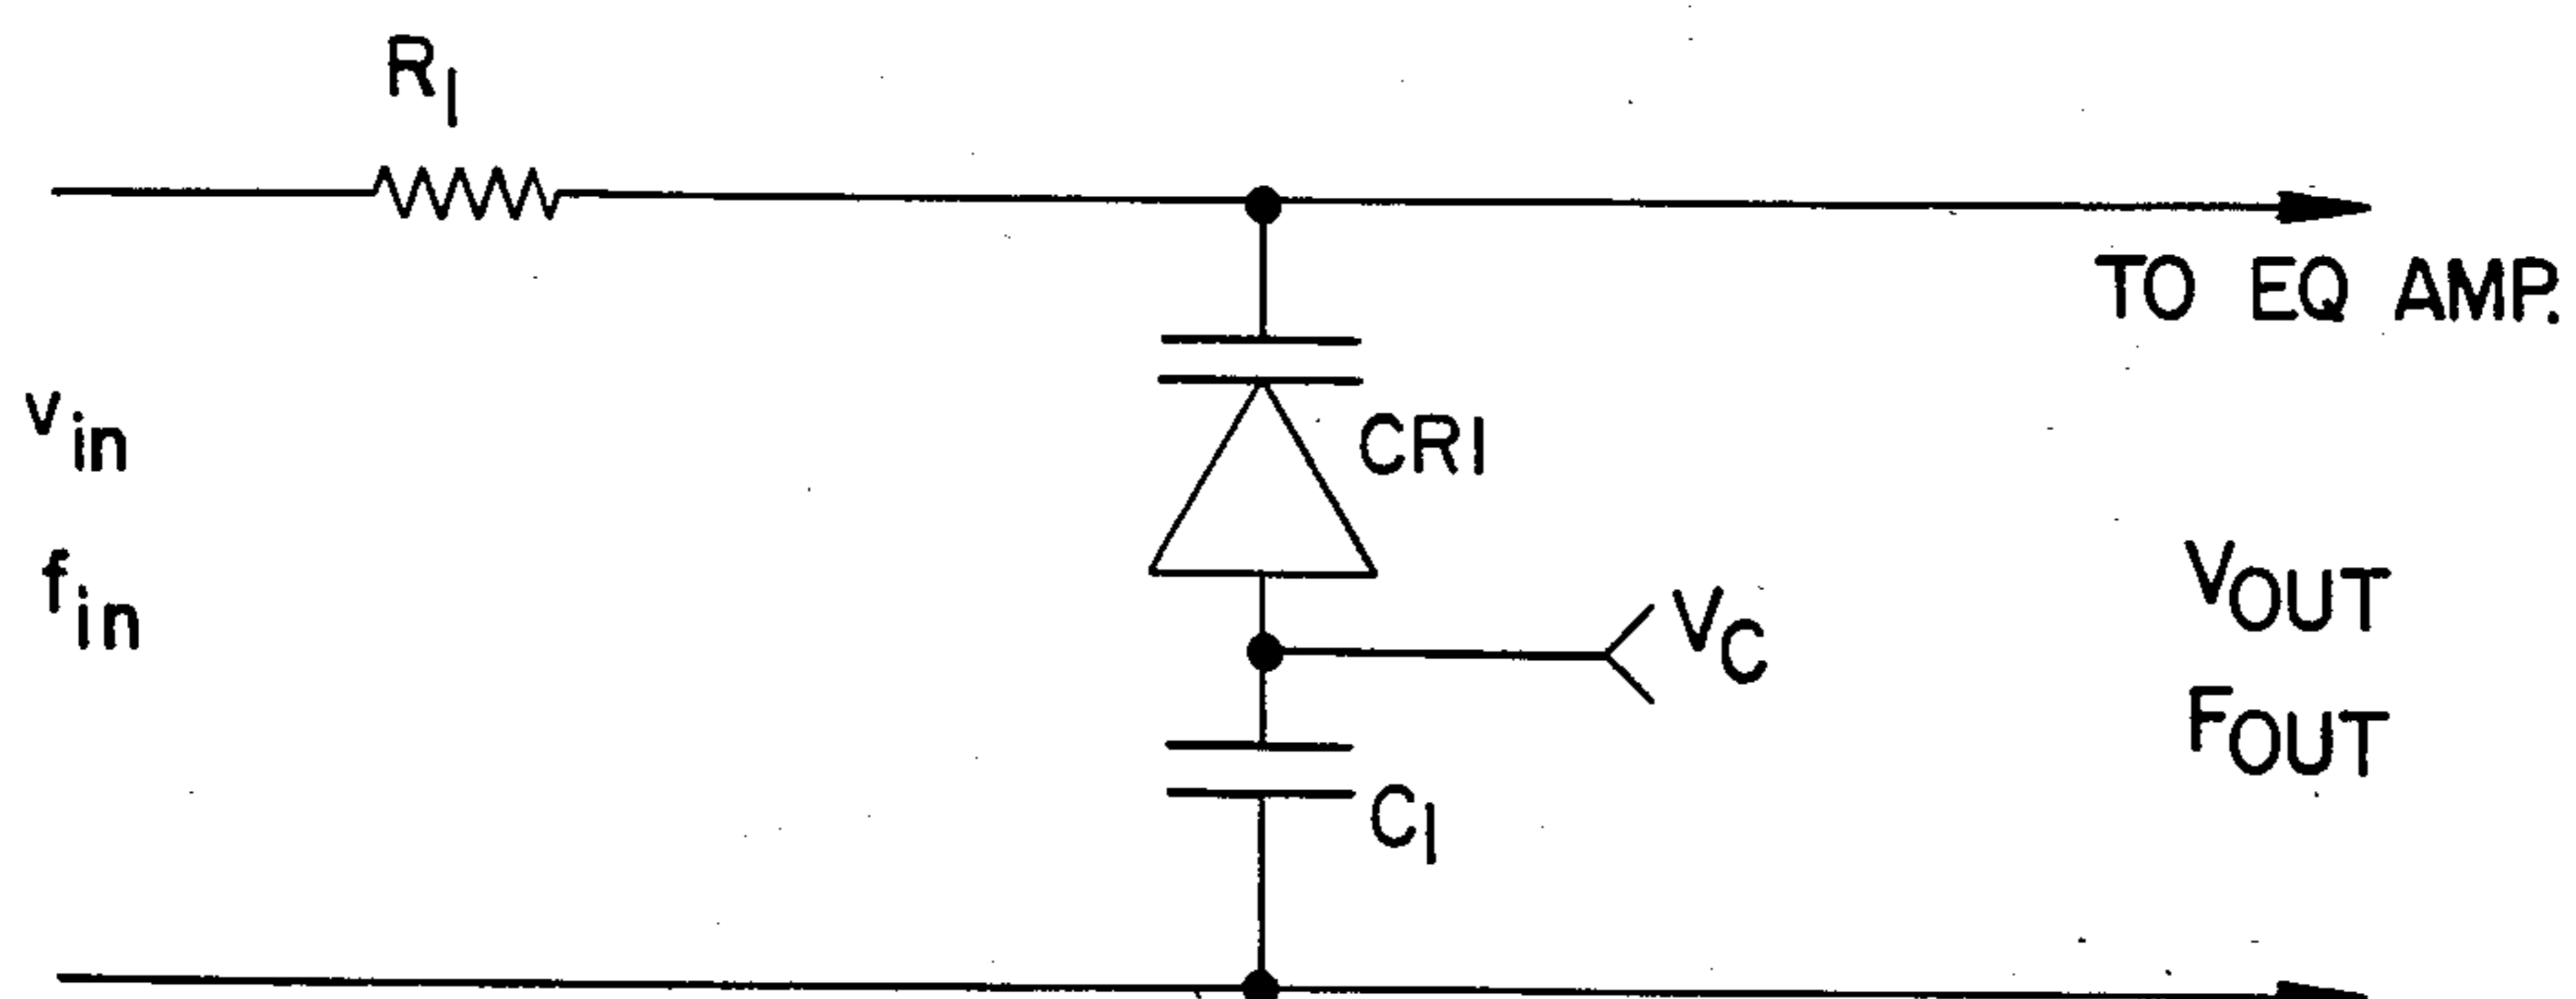 R1
TO EQ AMP.
vin
CR1
fin
VC
VOUT
FOUT
C1